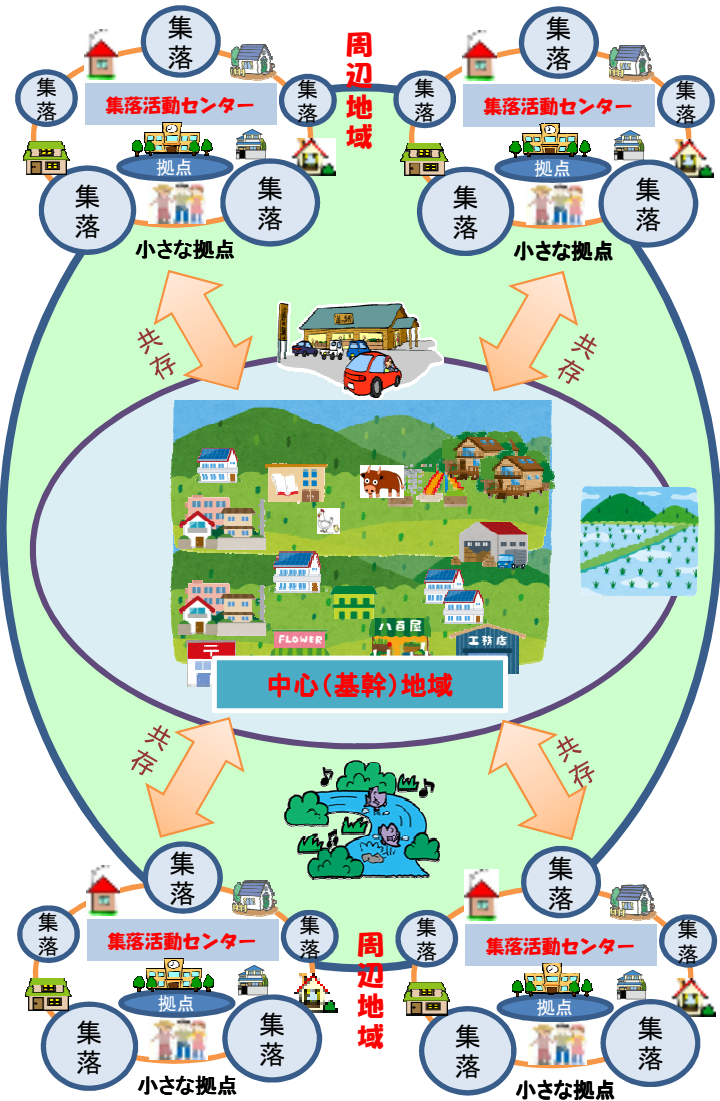 周辺地域
集落
集落
集落
集落活動センター
拠点
集落
集落
小さな拠点
集落
集落
集落
集落活動センター
拠点
集落
集落
小さな拠点
共存
共存
FLOWER
八百屋
工務店
〒
中心(基幹)地域
共存
共存
集落
集落
集落
集落活動センター
拠点
集落
集落
小さな拠点
周辺地域
集落
集落
集落
集落活動センター
拠点
集落
集落
小さな拠点